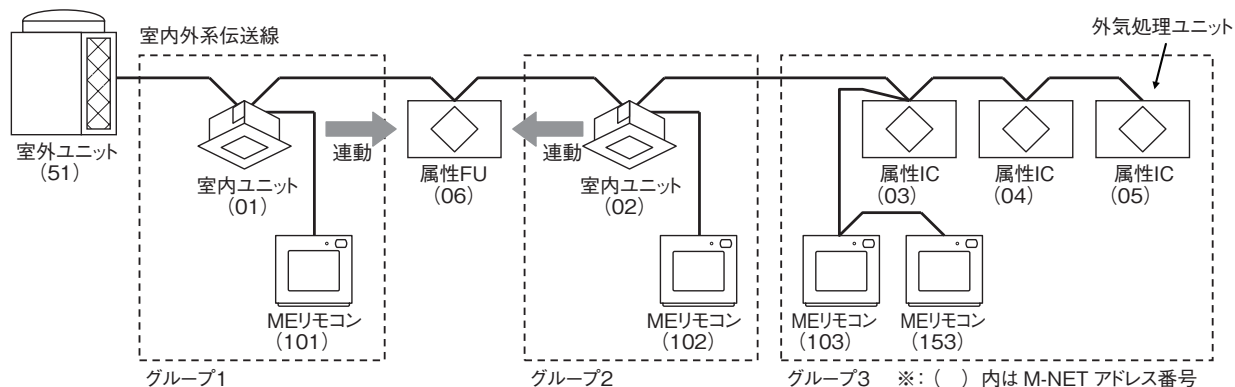 室内外系伝送線
外気処理ユニット
室外ユニット
(51)
室内ユニット
(01)
連動
属性FU
(06)
連動
室内ユニット
(02)
属性IC
(03)
属性IC
(04)
属性IC
(05)
MEリモコン
(101)
MEリモコン
(102)
MEリモコン
(103)
MEリモコン
(153)
グループ1
グループ2
グループ3
※:( )内は M-NET アドレス番号